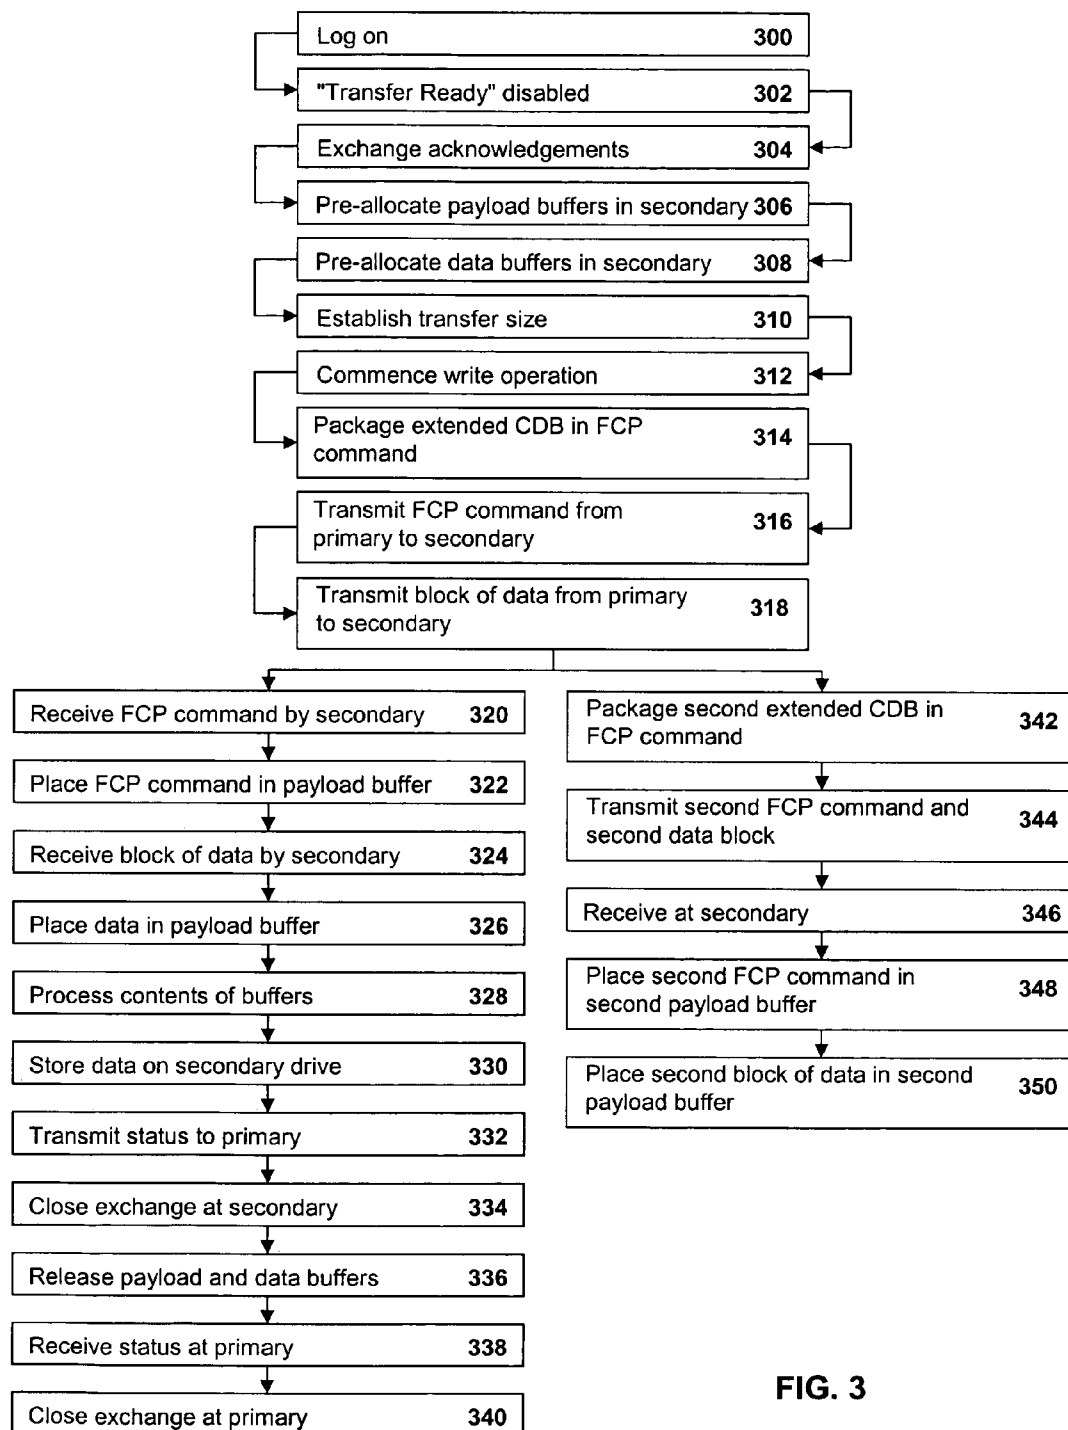 Log on 300
"Transfer Ready" disabled 302
Exchange acknowledgements 304
Pre-allocate payload buffers in secondary 306
Pre-allocate data buffers in secondary 308
Establish transfer size 310
Commence write operation 312
Package extended CDB in FCP 314
command
Transmit FCP command from 316
primary to secondary
Transmit block of data from primary 318
to secondary
Receive FCP command by secondary 320
Place FCP command in payload buffer 322
Receive block of data by secondary 324
Place data in payload buffer 326
Process contents of buffers 328
Store data on secondary drive 330
Transmit status to primary 332
Close exchange at secondary 334
Release payload and data buffers 336
Receive status at primary 338
Close exchange at primary 340
Package second extended CDB in 342
FCP command
Transmit second FCP command and 344
second data block
Receive at secondary 346
Place second FCP command in 348
second payload buffer
Place second block of data in second 350
payload buffer
FIG. 3